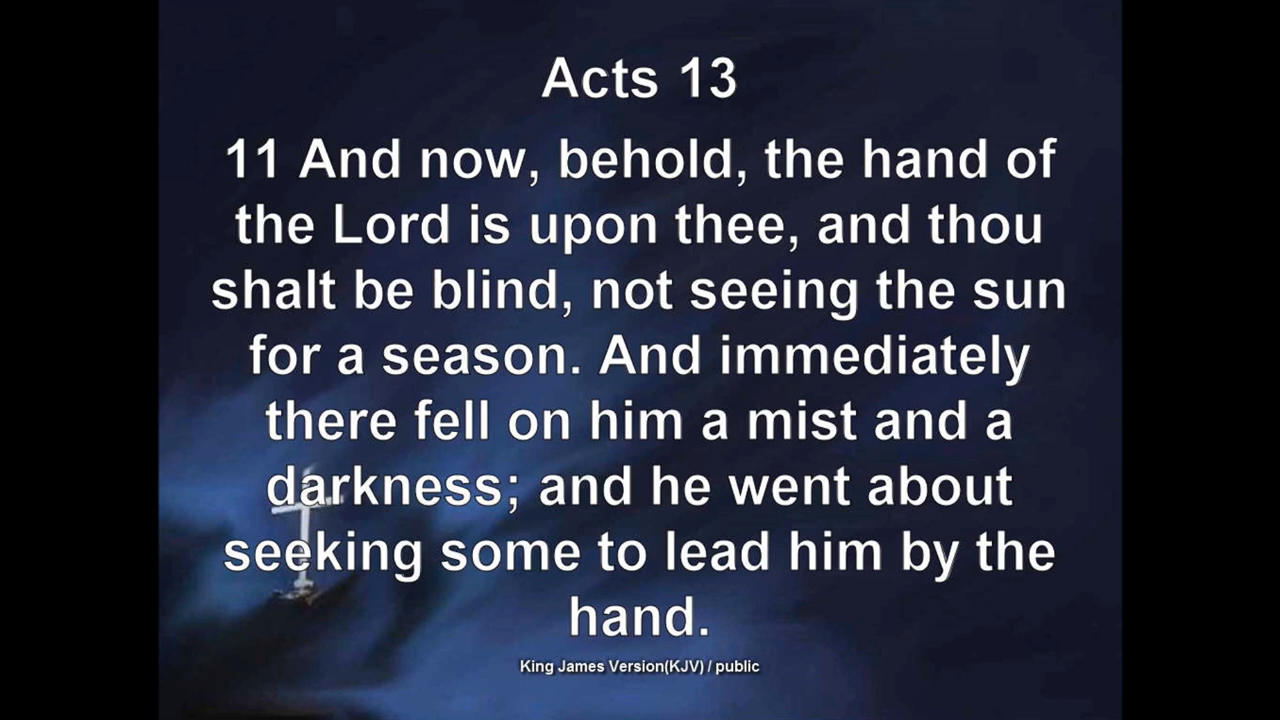 Acts 13
11 And now, behold, the hand of
the Lord is upon thee, and thou
shalt be blind, not seeing the sun
for a season. And immediately
there fell on him a mist and a
darkness; and he went about
seeking some to lead him by the
hand.
King James Version(KJV) / public